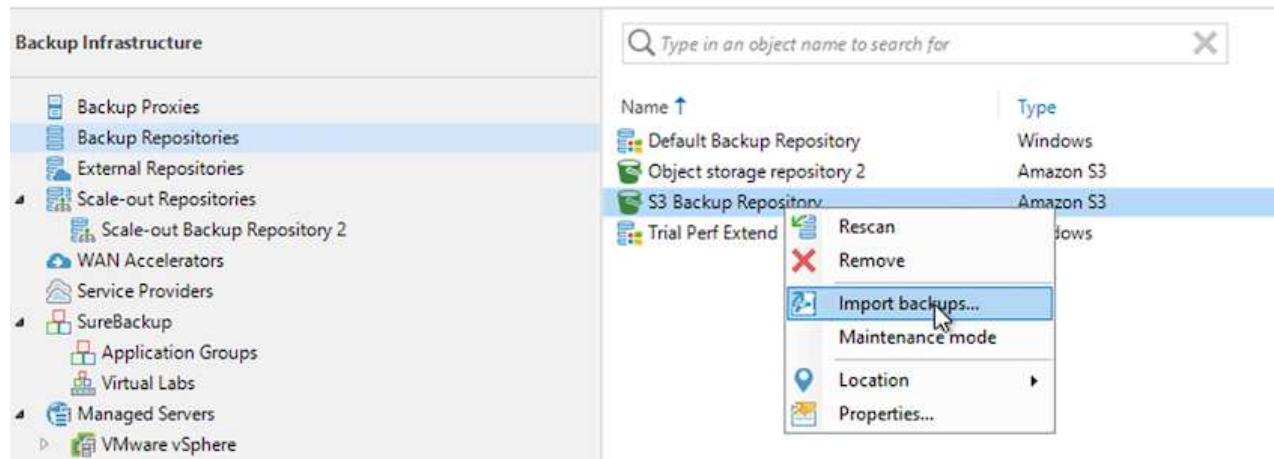 Backup Infrastructure
Type in an object name to search for
Backup Proxies
Backup Repositories
External Repositories
Scale-out Repositories
Scale-out Backup Repository 2
WAN Accelerators
Service Providers
SureBackup
Application Groups
Virtual Labs
Managed Servers
VMware vSphere
Name Type
Default Backup Repository Windows
Object storage repository 2 Amazon S3
S3 Backup Repository Amazon S3
Trial Perf Extend dows
Rescan
Remove
Import backups...
Maintenance mode
Location
Properties...